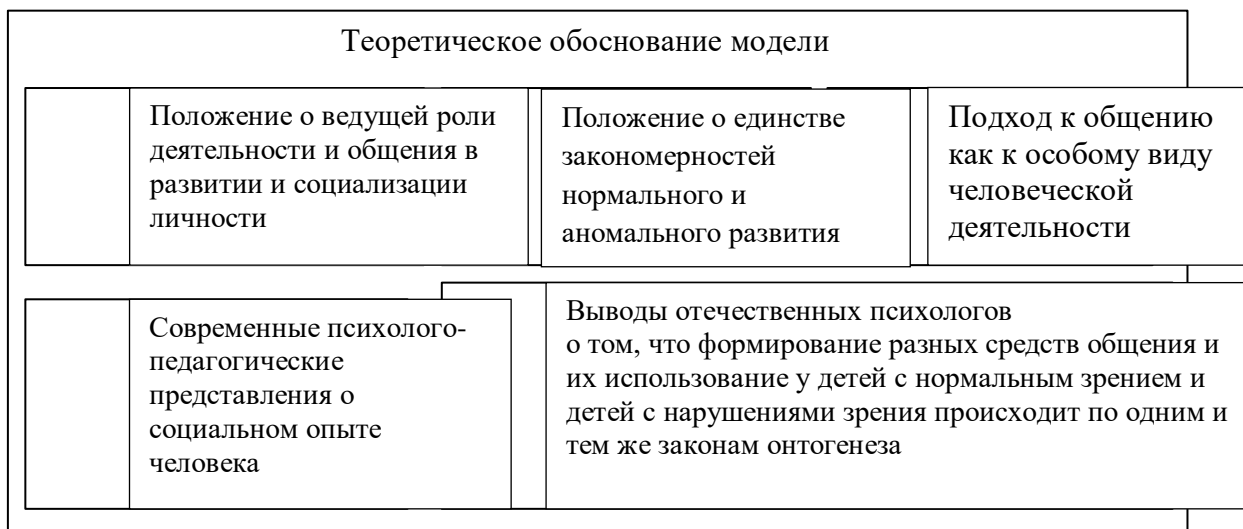 Теоретическое обоснование модели
Положение о ведущей роли
деятельности и общения в
развитии и социализации
личности
Положение о единстве
закономерностей
нормального и
аномального развития
Подход к общению
как к особому виду
человеческой
деятельности
Современные психолого-
педагогические
представления о
социальном опыте
человека
Выводы отечественных психологов
о том, что формирование разных средств общения и
их использование у детей с нормальным зрением и
детей с нарушениями зрения происходит по одним и
тем же законам онтогенеза